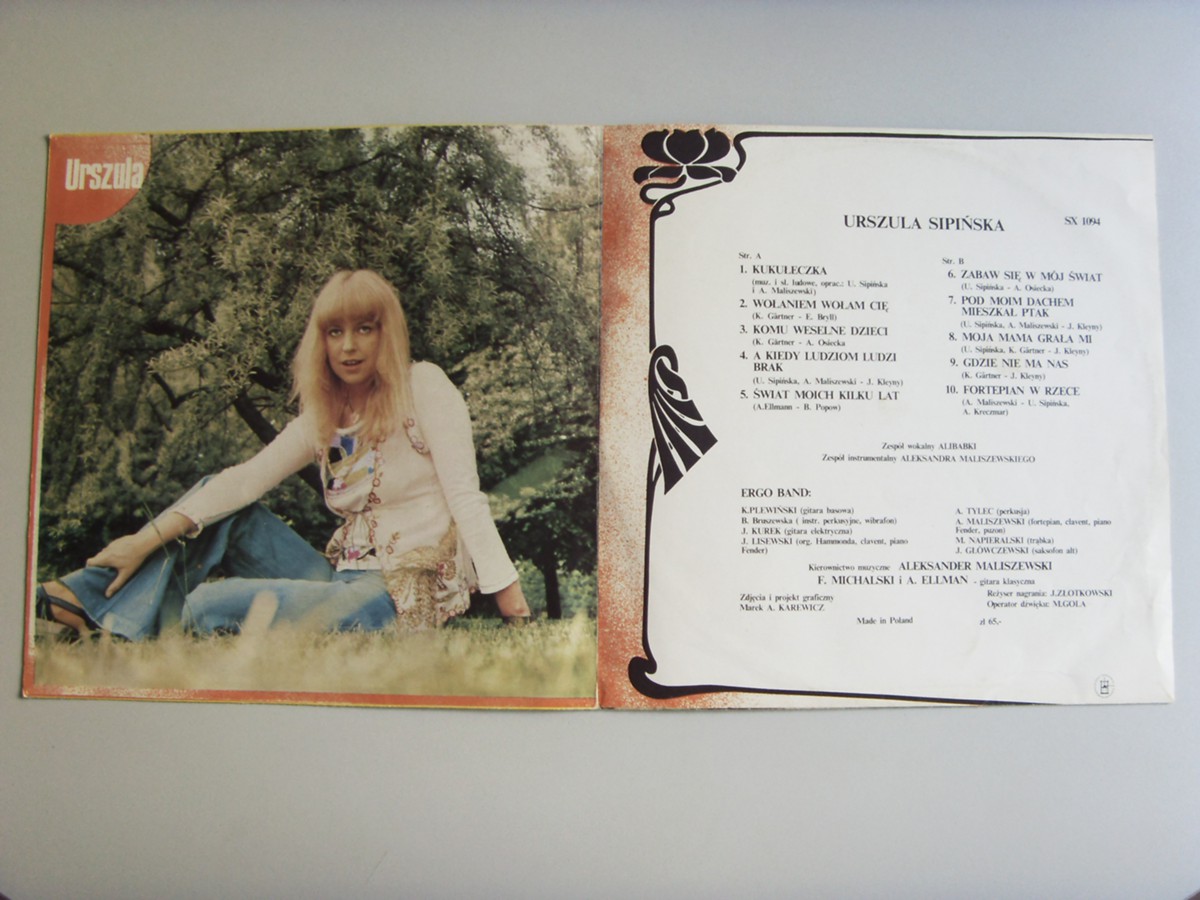 Urszula
URSZULA SIPIŃSKA
SX 1094
Str. A
1. KUKUŁECZKA
(muz. i sł. ludowe, oprac.: U. Sipińska
i A. Maliszewski)
2. WOŁANIEM WOŁAM CIĘ
(K. Gärtner - E. Bryll)
3. KOMU WESELNE DZIECI
(K. Gärtner - A. Osiecka
4. A KIEDY LUDZIOM LUDZI
BRAK
(U. Sipińska, A. Maliszewski - J. Kleyny)
5. ŚWIAT MOICH KILKU LAT
(A.Ellmann - B. Popow)
Str. B
6. ZABAW SIĘ W MÓJ ŚWIAT
(U. Sipińska - A. Osiecka)
7. POD MOIM DACHEM
MIESZKAŁ PTAK
(U. Sipińska, A. Maliszewski - J. Kleyny)
8. MOJA MAMA GRAŁA MI
(U. Sipińska, K. Gärtner - J. Kleyny)
9. GDZIE NIE MA NAS
(K. Gärtner - J. Kleyny)
10. FORTEPIAN W RZECE
(A. Maliszewski - U. Sipińska,
A. Kreczmar)
Zespół wokalny ALIBABKI
Zespół instrumentalny ALEKSANDRA MALISZEWSKIEGO
ERGO BAND:
K.PLEWIŃSKI (gitara basowa)
B. Bruszewska ( instr. perkusyjne, wibrafon)
J. KUREK (gitara elektryczna)
J. LISEWSKI (org. Hammonda, clavent, piano
Fender)
A. TYLEC (perkusja)
A. MALISZEWSKI (fortepian, clavent, piano
Fender, puzon)
M. NAPIERALSKI (trąbka)
J. GŁÓWCZEWSKI (saksofon alt)
Kierownictwo muzyczne ALEKSANDER MALISZEWSKI
F. MICHALSKI i A. ELLMAN - gitara klasyczna
Zdjęcia i projekt graficzny
Marek A. KAREWICZ
Reżyser nagrania: J.ZŁOTKOWSKI
Operator dźwięku: M.GOLA
Made in Poland
zł 65,-